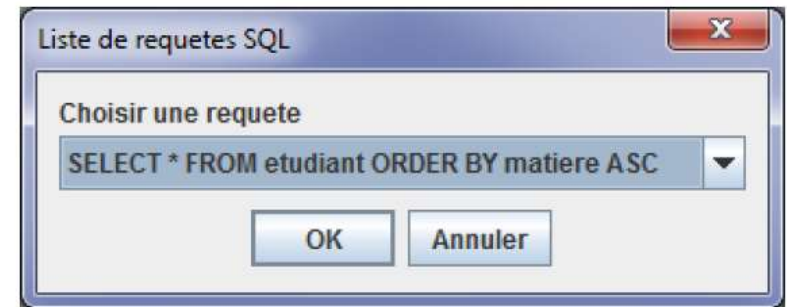 Liste de requetes SQL
Choisir une requete
SELECT * FROM etudiant ORDER BY matiere ASC
OK Annuler